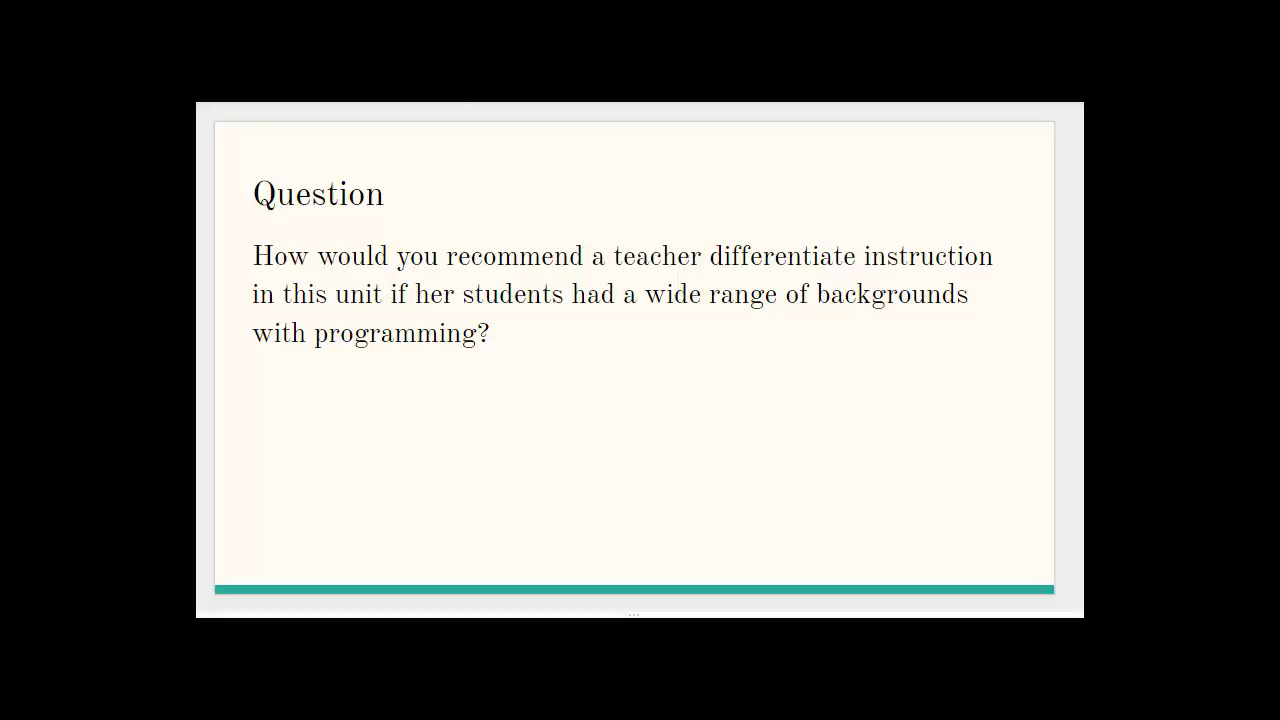 Question
How would you recommend a teacher differentiate instruction
in this unit if her students had a wide range of backgrounds
with programming?